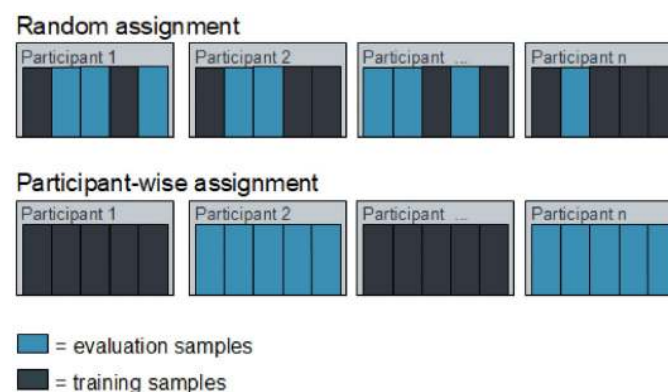 Random assignment
Participant 1
Participant 2
Participant ...
Participant n
Participant-wise assignment
Participant 1
Participant 2
Participant ...
Participant n
= evaluation samples
= training samples